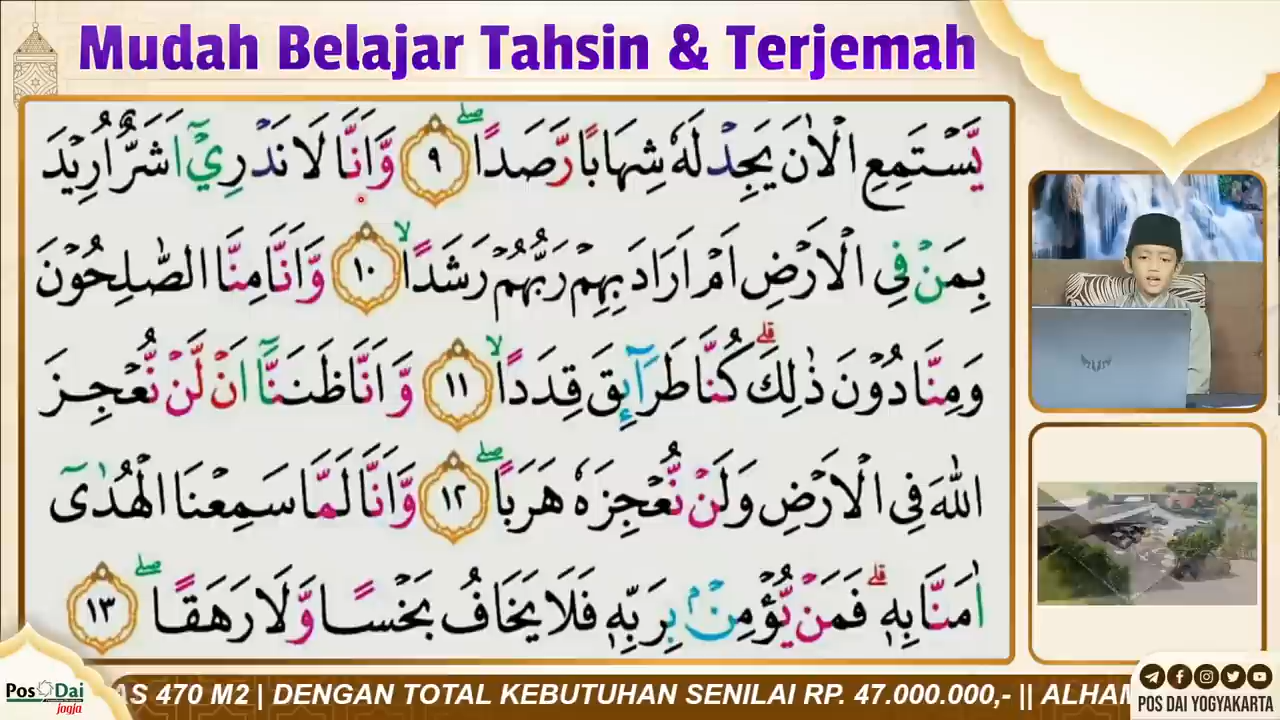 Mudah Belajar Tahsin & Terjemah
يَّسْتَمِعِ الْاٰنَ يَجِدْ لَهٗ شِهَابًا رَّصَدًاۖ ٩ وَّاَنَّا لَا نَدْرِيْٓ اَشَرٌّ اُرِيْدَ
بِمَنْ فِى الْاَرْضِ اَمْ اَرَادَ بِهِمْ رَبُّهُمْ رَشَدًاۙ ١٠ وَّاَنَّا مِنَّا الصّٰلِحُوْنَ
وَمِنَّا دُوْنَ ذٰلِكَۗ كُنَّا طَرَاۤىِٕقَ قِدَدًاۙ ١١ وَّاَنَّا ظَنَنَّآ اَنْ لَّنْ نُّعْجِزَ
اللّٰهَ فِى الْاَرْضِ وَلَنْ نُّعْجِزَهٗ هَرَبًاۖ ١٢ وَّاَنَّا لَمَّا سَمِعْنَا الْهُدٰىٓ
اٰمَنَّا بِهٖۗ فَمَنْ يُّؤْمِنْۢ بِرَبِّهٖ فَلَا يَخَافُ بَخْسًا وَّلَا رَهَقًاۖ ١٣
Pos Dai
Jogja
AS 470 M2 | DENGAN TOTAL KEBUTUHAN SENILAI RP. 47.000.000,- || ALHAM
POS DAI YOGYAKARTA